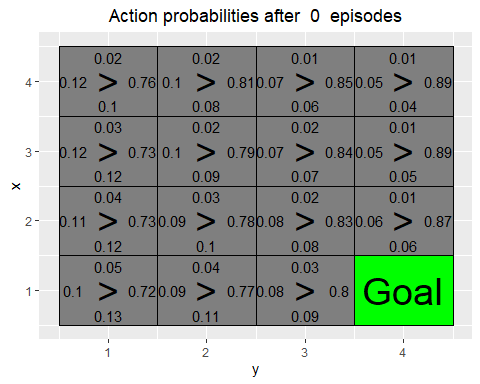 Action probabilities after 0 episodes
0.02 0.02 0.01 0.01
4 0.12 > 0.76 0.1 > 0.81 0.07 > 0.85 0.05 > 0.89
0.1 0.08 0.06 0.04
0.03 0.02 0.02 0.01
3 0.12 > 0.73 0.1 > 0.79 0.07 > 0.84 0.05 > 0.89
0.12 0.09 0.07 0.05
x
0.04 0.03 0.02 0.01
2 0.11 > 0.73 0.09 > 0.78 0.08 > 0.83 0.06 > 0.87
0.12 0.1 0.08 0.06
0.05 0.04 0.03
1 0.1 > 0.72 0.09 > 0.77 0.08 > 0.8 Goal
0.13 0.11 0.09
1 2 3 4
y